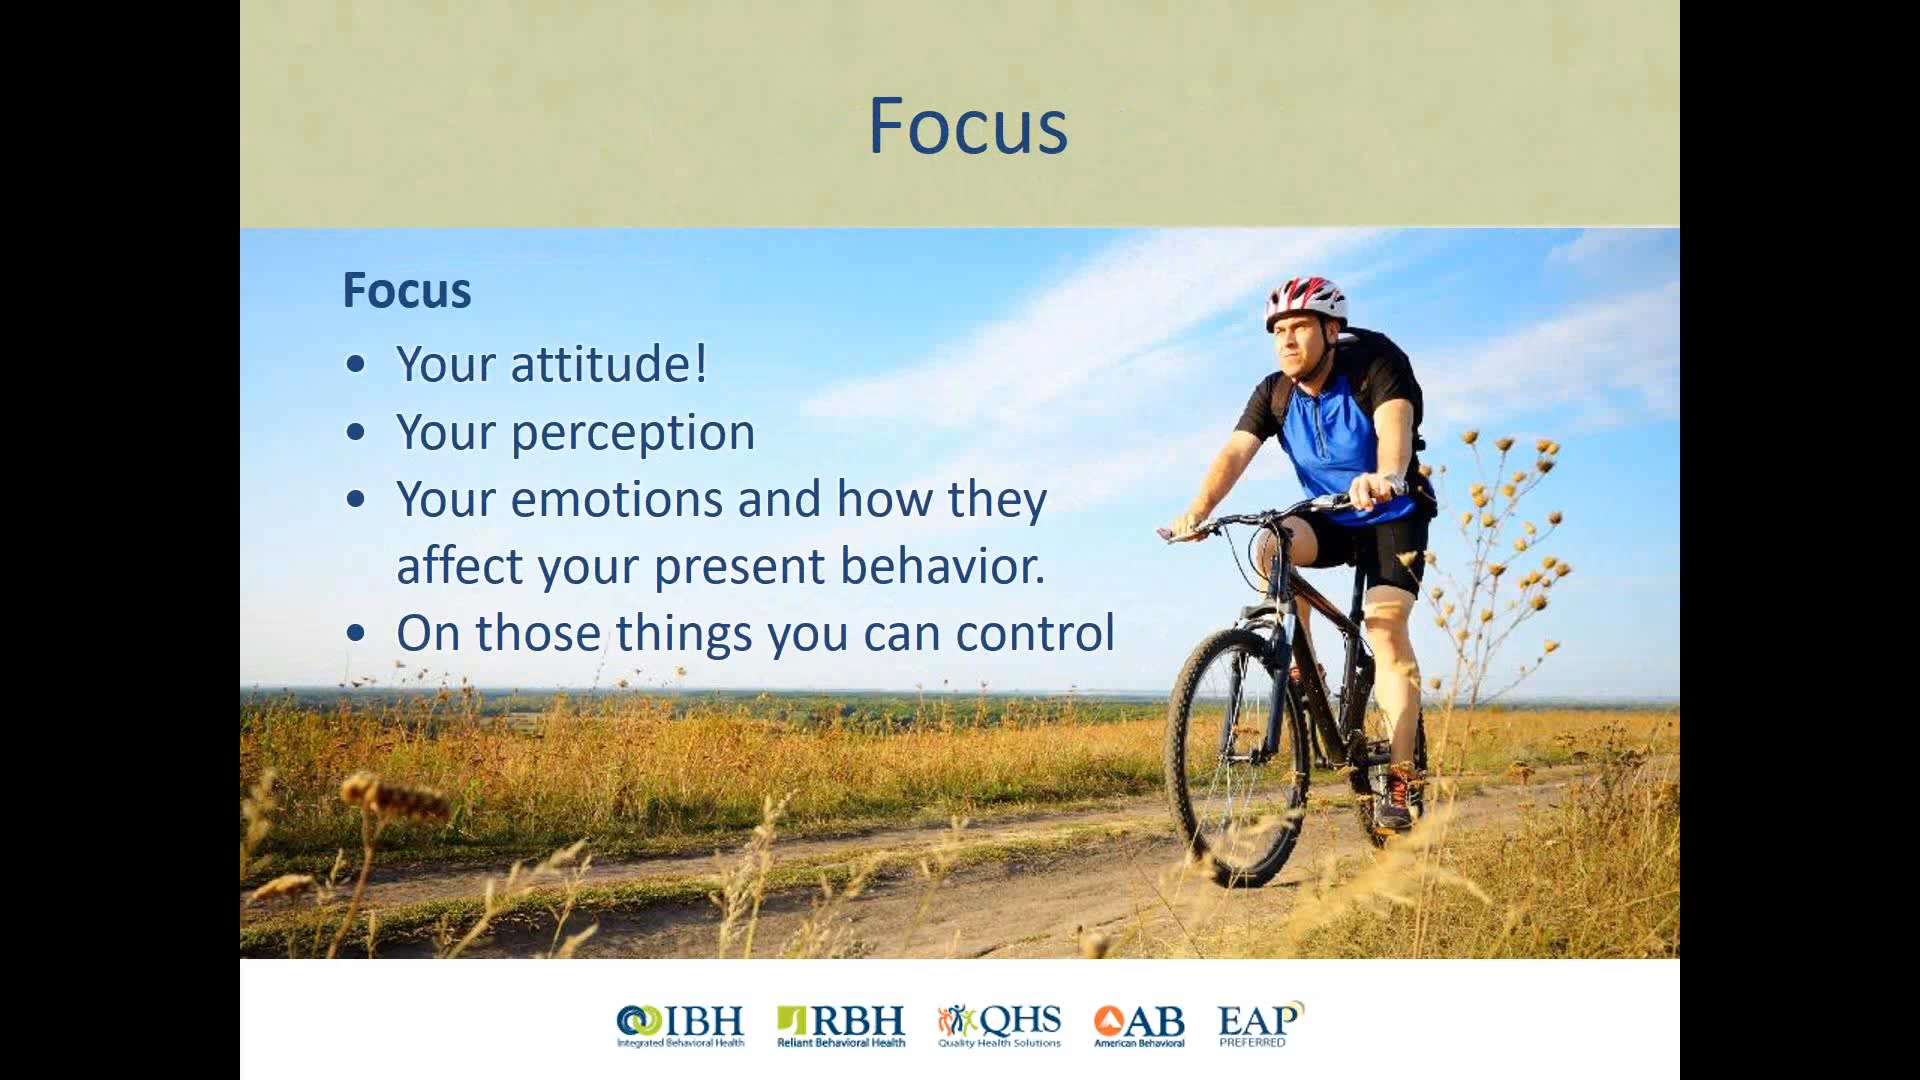 Focus
Focus
• Your attitude!
• Your perception
• Your emotions and how they
affect your present behavior.
• On those things you can control
IBH
Integrated Behavioral Health
RBH
Reliant Behavioral Health
QHS
Quality Health Solutions
AB
American Behavioral
EAP
PREFERRED